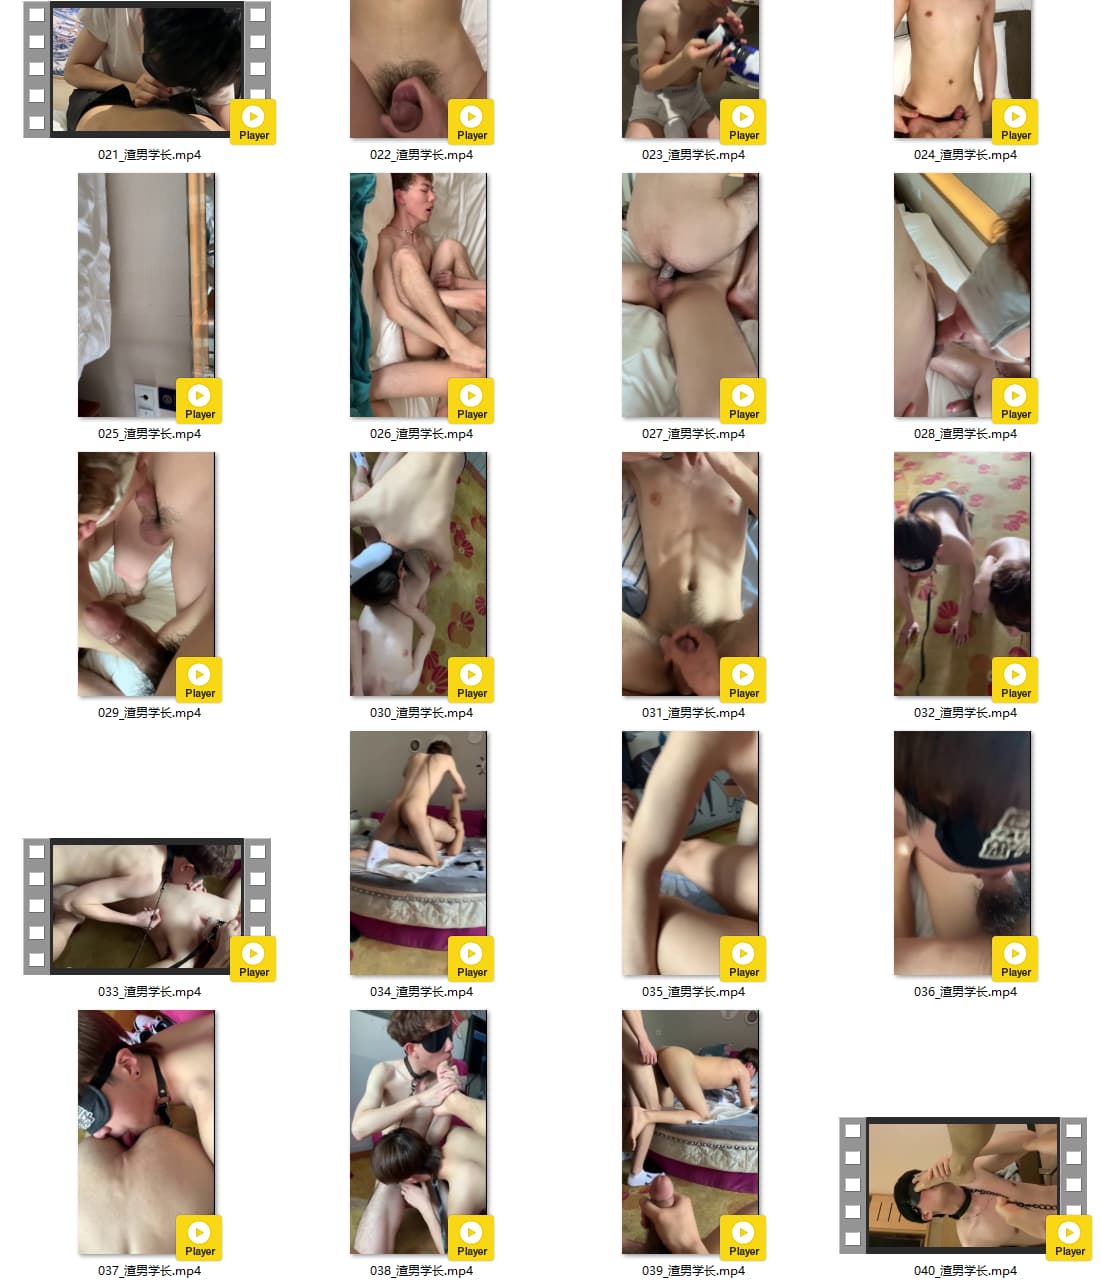 Player
021_渣男学长.mp4
Player
022_渣男学长.mp4
Player
023_渣男学长.mp4
Player
024_渣男学长.mp4
Player
025_渣男学长.mp4
Player
026_渣男学长.mp4
Player
027_渣男学长.mp4
Player
028_渣男学长.mp4
Player
029_渣男学长.mp4
Player
030_渣男学长.mp4
Player
031_渣男学长.mp4
Player
032_渣男学长.mp4
Player
033_渣男学长.mp4
Player
034_渣男学长.mp4
Player
035_渣男学长.mp4
Player
036_渣男学长.mp4
Player
037_渣男学长.mp4
Player
038_渣男学长.mp4
Player
039_渣男学长.mp4
Player
040_渣男学长.mp4